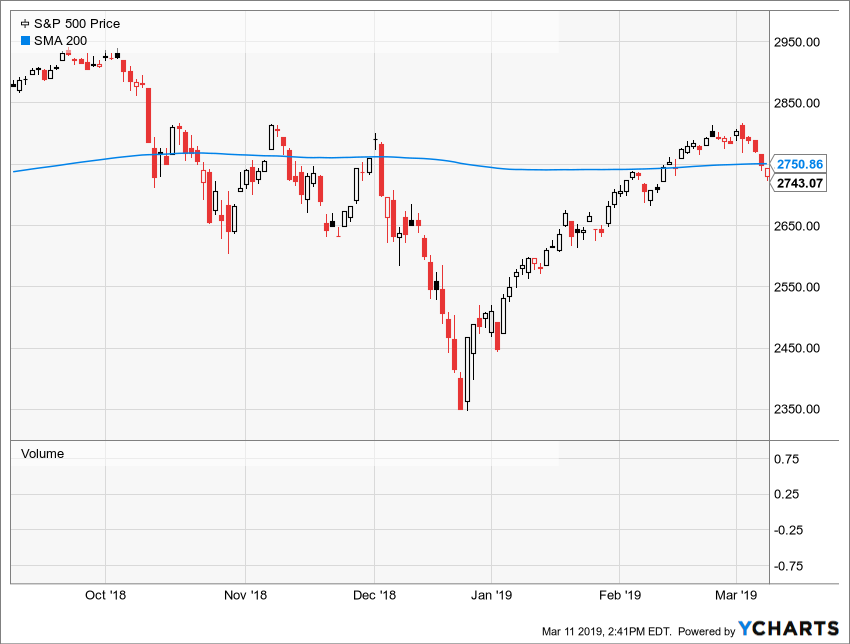 S&P 500 Price
SMA 200
2950.00
2850.00
2750.86
2743.07
2650.00
2550.00
2450.00
2350.00
Volume
0.75
0.25
-0.25
-0.75
Oct '18 Nov '18 Dec '18 Jan '19 Feb '19 Mar '19
Mar 11 2019, 2:41PM EDT. Powered by YCHARTS